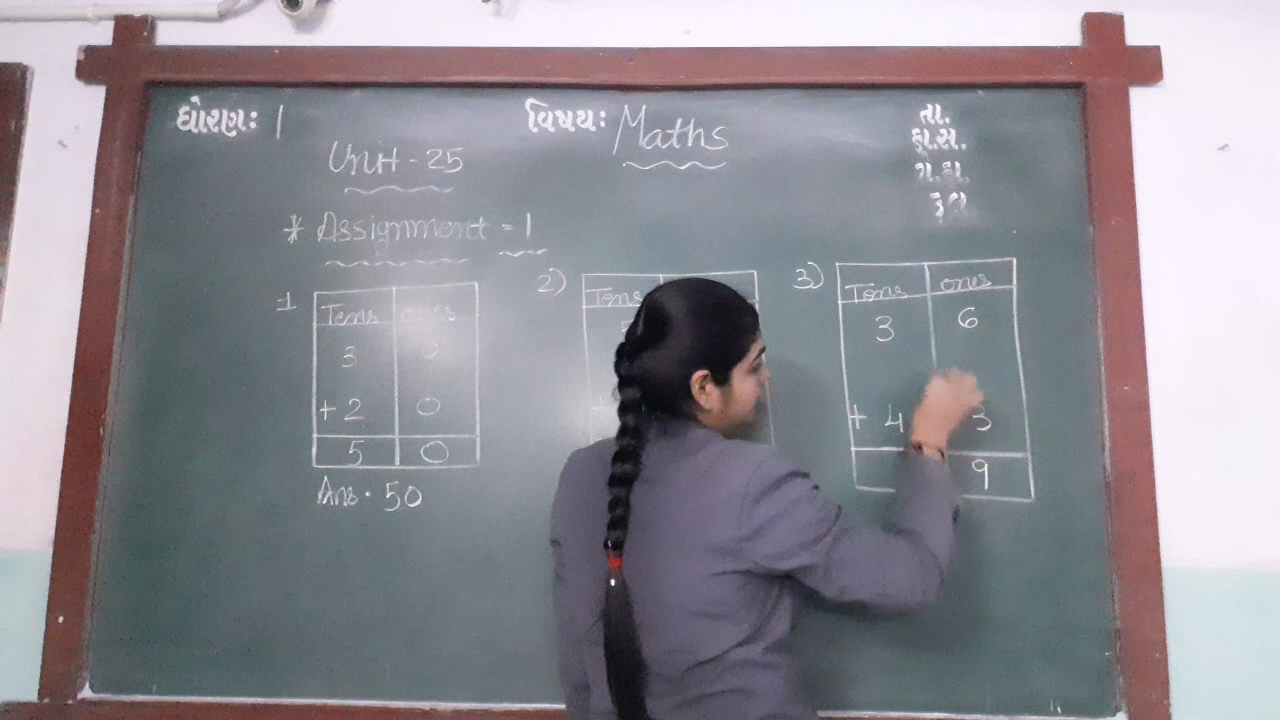 ધોરણ: 1
વિષય: Maths
તા.
હા.સ.
ગે.હા.
કુલ
Unit - 25
* Assignment = 1
1
Tens ones
3 0
+ 2 0
5 0
Ans. 50
2)
Tens
3)
Tens ones
3 6
+ 4 3
9